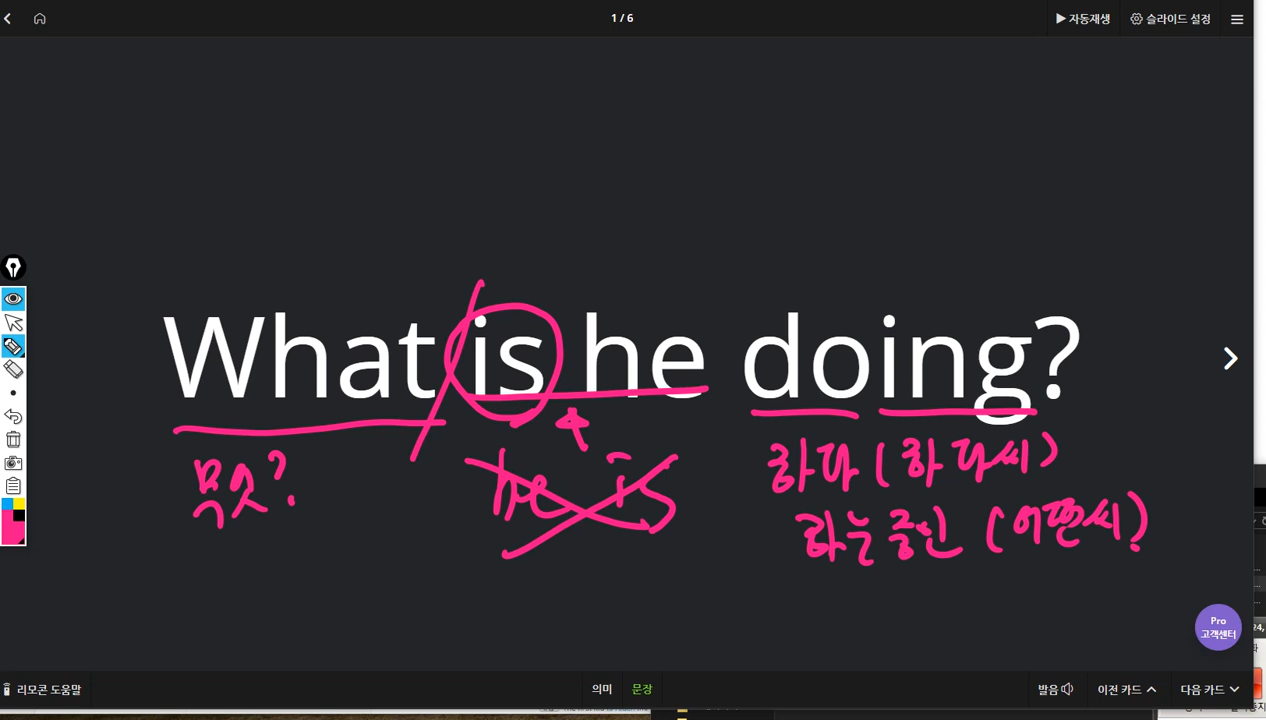 1 / 6
자동재생
슬라이드 설정
What is he doing?
무엇?
he is
하다 (하다씨)
하는 중인 (어떤씨)
Pro
고객센터
리모콘 도움말
의미
문장
발음
이전 카드
다음 카드